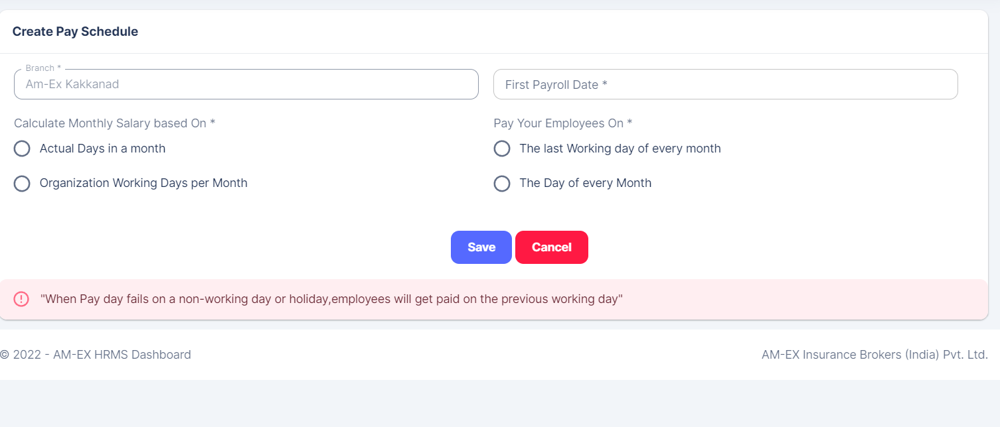 Create Pay Schedule
Branch *
Am-Ex Kakkanad
First Payroll Date *
Calculate Monthly Salary based On *
Pay Your Employees On *
Actual Days in a month
The last Working day of every month
Organization Working Days per Month
The Day of every Month
Save
Cancel
"When Pay day fails on a non-working day or holiday,employees will get paid on the previous working day"
© 2022 - AM-EX HRMS Dashboard
AM-EX Insurance Brokers (India) Pvt. Ltd.